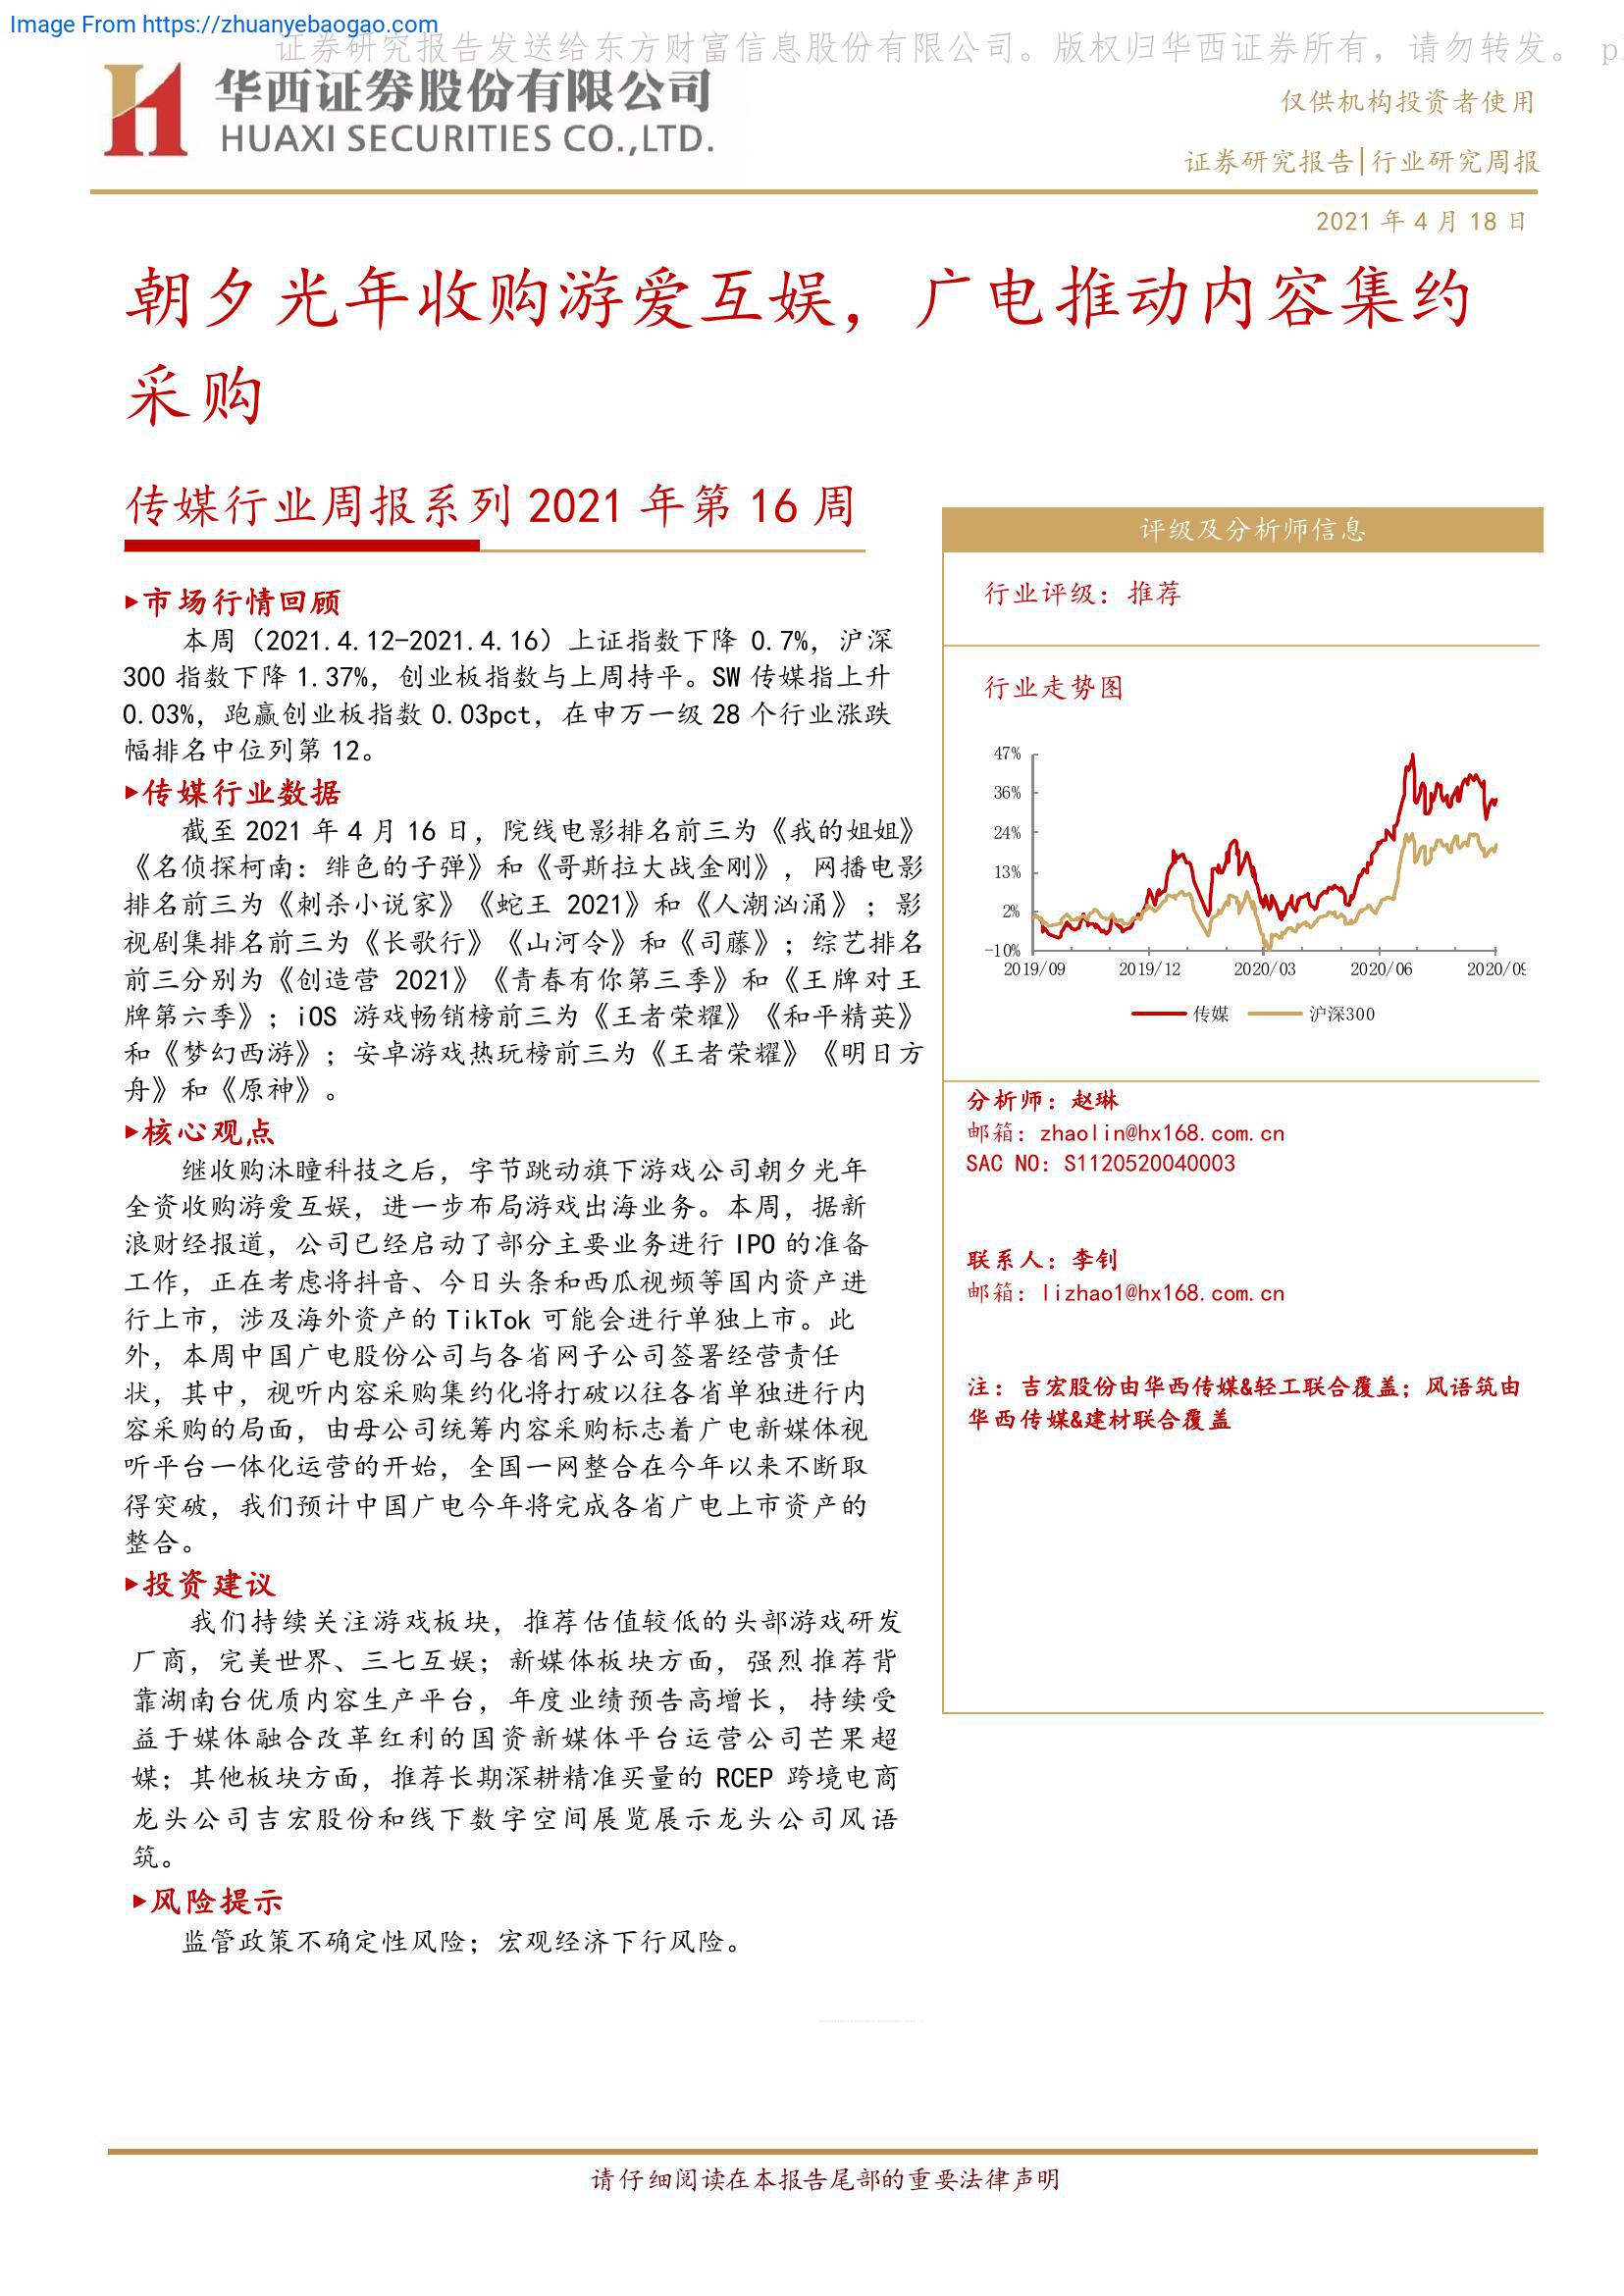 Image From https://zhuanyebaogao.com
证券研究报告发送给东方财富信息股份有限公司。版权归华西证券所有，请勿转发。 p
华西证券股份有限公司
HUAXI SECURITIES CO.,LTD.
仅供机构投资者使用
证券研究报告|行业研究周报
2021 年 4 月 18 日
朝夕光年收购游爱互娱，广电推动内容集约
采购
传媒行业周报系列 2021 年第 16 周
▸市场行情回顾
本周（2021.4.12-2021.4.16）上证指数下降 0.7%，沪深
300 指数下降 1.37%，创业板指数与上周持平。SW 传媒指上升
0.03%，跑赢创业板指数 0.03pct，在申万一级 28 个行业涨跌
幅排名中位列第 12。
▸传媒行业数据
截至 2021 年 4 月 16 日，院线电影排名前三为《我的姐姐》
《名侦探柯南：绯色的子弹》和《哥斯拉大战金刚》，网播电影
排名前三为《刺杀小说家》《蛇王 2021》和《人潮汹涌》；影
视剧集排名前三为《长歌行》《山河令》和《司藤》；综艺排名
前三分别为《创造营 2021》《青春有你第三季》和《王牌对王
牌第六季》；iOS 游戏畅销榜前三为《王者荣耀》《和平精英》
和《梦幻西游》；安卓游戏热玩榜前三为《王者荣耀》《明日方
舟》和《原神》。
▸核心观点
继收购沐瞳科技之后，字节跳动旗下游戏公司朝夕光年
全资收购游爱互娱，进一步布局游戏出海业务。本周，据新
浪财经报道，公司已经启动了部分主要业务进行 IPO 的准备
工作，正在考虑将抖音、今日头条和西瓜视频等国内资产进
行上市，涉及海外资产的 TikTok 可能会进行单独上市。此
外，本周中国广电股份公司与各省网子公司签署经营责任
状，其中，视听内容采购集约化将打破以往各省单独进行内
容采购的局面，由母公司统筹内容采购标志着广电新媒体视
听平台一体化运营的开始，全国一网整合在今年以来不断取
得突破，我们预计中国广电今年将完成各省广电上市资产的
整合。
▸投资建议
我们持续关注游戏板块，推荐估值较低的头部游戏研发
厂商，完美世界、三七互娱；新媒体板块方面，强烈推荐背
靠湖南台优质内容生产平台，年度业绩预告高增长，持续受
益于媒体融合改革红利的国资新媒体平台运营公司芒果超
媒；其他板块方面，推荐长期深耕精准买量的 RCEP 跨境电商
龙头公司吉宏股份和线下数字空间展览展示龙头公司风语
筑。
▸风险提示
监管政策不确定性风险；宏观经济下行风险。
评级及分析师信息
行业评级：推荐
行业走势图
47%
36%
24%
13%
2%
-10%
2019/09 2019/12 2020/03 2020/06 2020/09
传媒 沪深300
分析师：赵琳
邮箱：zhaolin@hx168.com.cn
SAC NO：S1120520040003
联系人：李钊
邮箱：lizhao1@hx168.com.cn
注：吉宏股份由华西传媒&轻工联合覆盖；风语筑由
华西传媒&建材联合覆盖
请仔细阅读在本报告尾部的重要法律声明